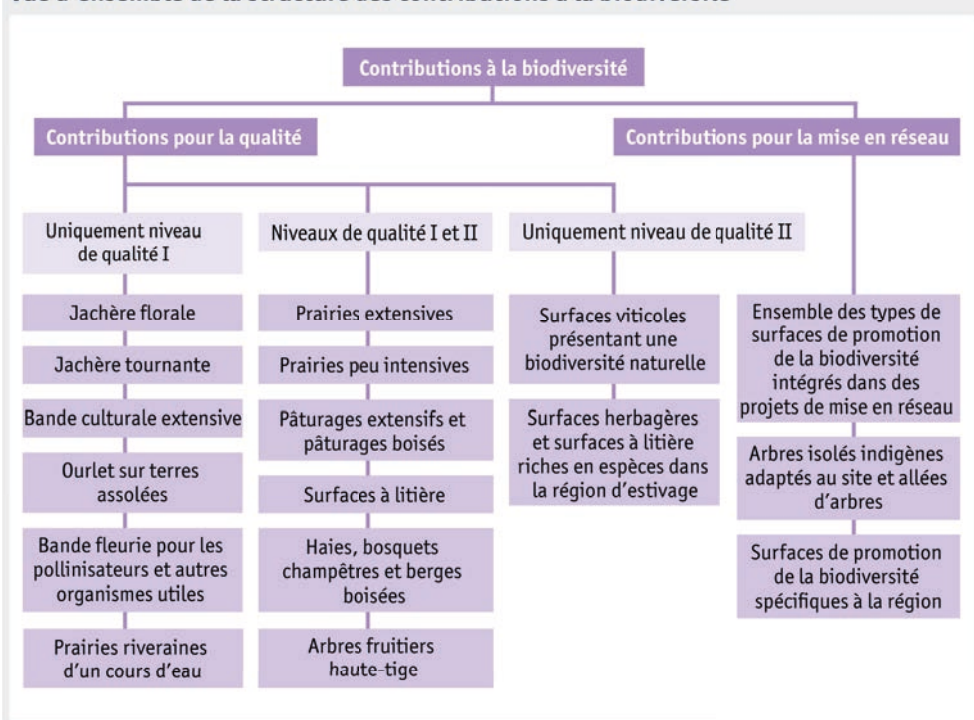 Contributions à la biodiversité
Contributions pour la qualité
Contributions pour la mise en réseau
Uniquement niveau
de qualité I
Jachère florale
Jachère tournante
Bande culturale extensive
Ourlet sur terres
assolées
Bande fleurie pour les
pollinisateurs et autres
organismes utiles
Prairies riveraines
d'un cours d'eau
Niveaux de qualité I et II
Prairies extensives
Prairies peu intensives
Pâturages extensifs et
pâturages boisés
Surfaces à litière
Haies, bosquets
champêtres et berges
boisées
Arbres fruitiers
haute-tige
Uniquement niveau de qualité II
Surfaces viticoles
présentant une
biodiversité naturelle
Surfaces herbagères
et surfaces à litière
riches en espèces dans
la région d'estivage
Ensemble des types de
surfaces de promotion
de la biodiversité
intégrés dans des
projets de mise en réseau
Arbres isolés indigènes
adaptés au site et allées
d'arbres
Surfaces de promotion
de la biodiversité
spécifiques à la région